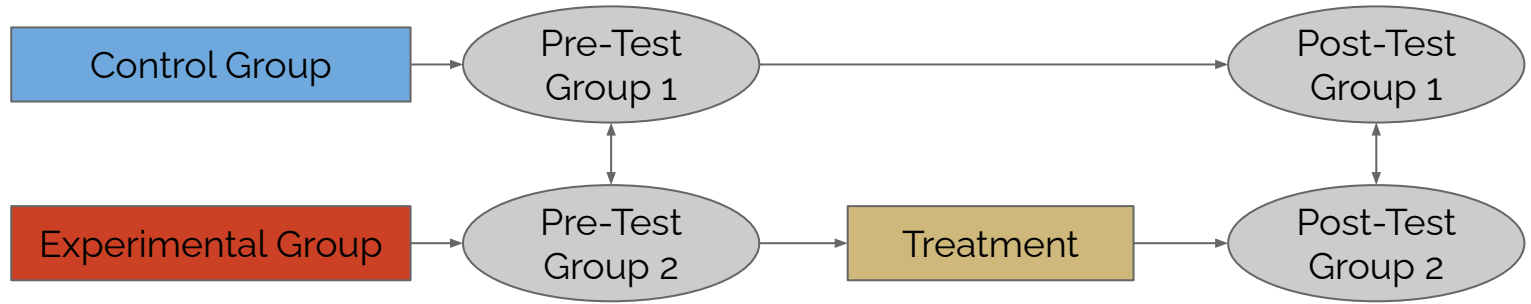 Control Group
Pre-Test
Group 1
Post-Test
Group 1
Experimental Group
Pre-Test
Group 2
Treatment
Post-Test
Group 2